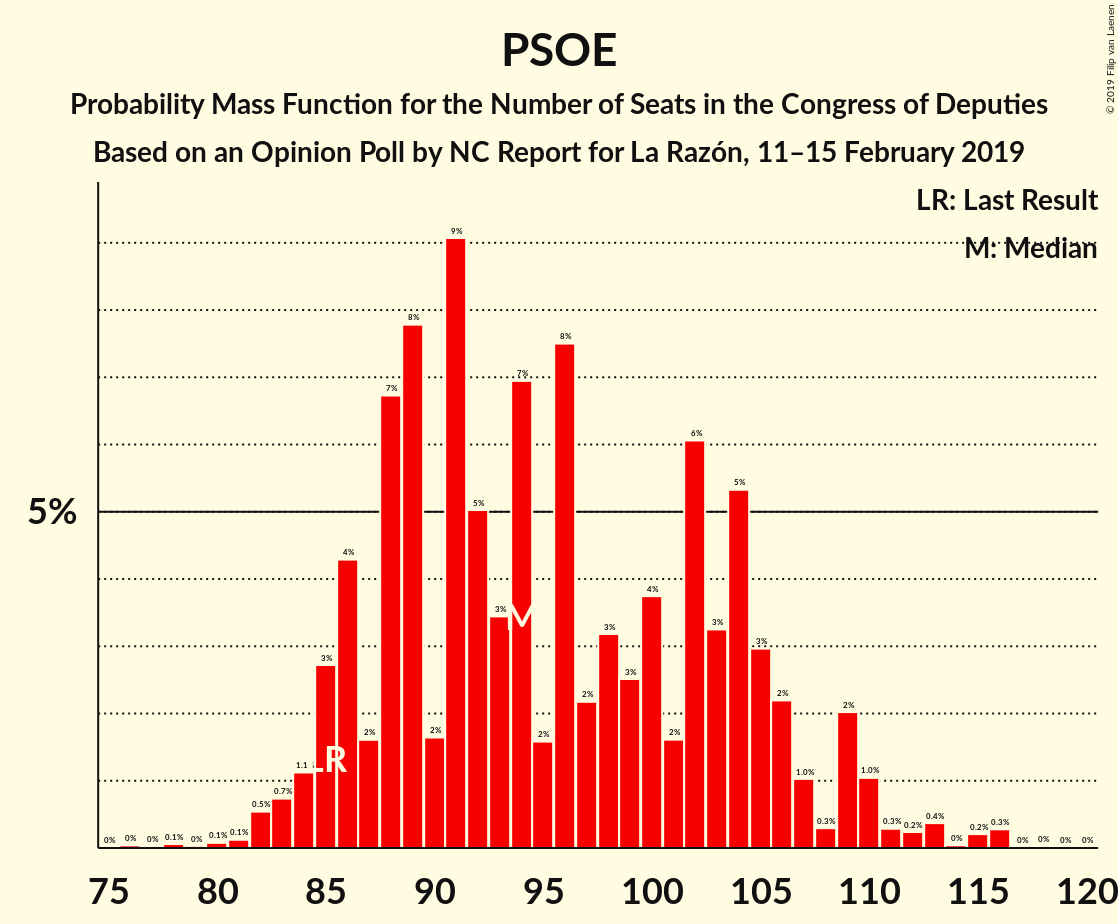 PSOE
Probability Mass Function for the Number of Seats in the Congress of Deputies
Based on an Opinion Poll by NC Report for La Razón, 11–15 February 2019
© 2019 Filip van Laenen
LR: Last Result
M: Median
5%
0% 0% 0% 0.1% 0% 0.1% 0.1% 0.5% 0.7% 1.1 3% 4% 2% 7% 8% 2% 9% 5% 3% 7% 2% 8% 2% 3% 3% 4% 2% 6% 3% 5% 3% 2% 1.0% 0.3% 2% 1.0% 0.3% 0.2% 0.4% 0% 0.2% 0.3% 0% 0% 0% 0%
LR
M
75 80 85 90 95 100 105 110 115 120